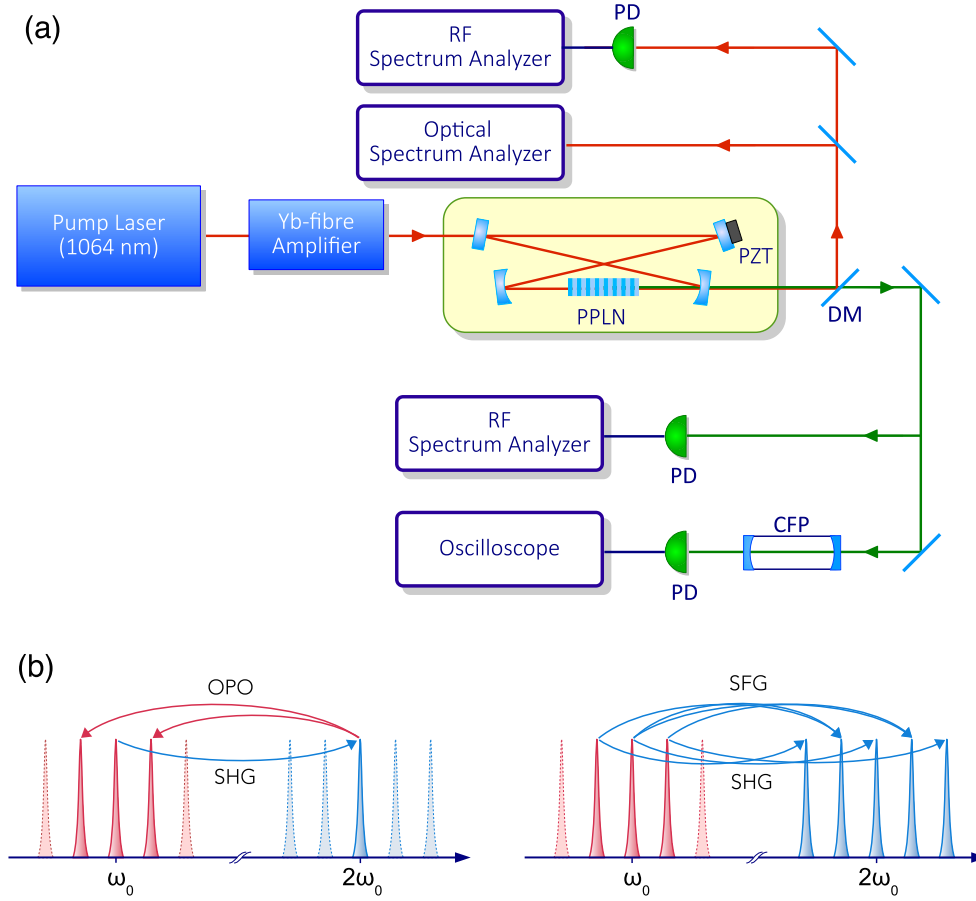 (a)
RF
Spectrum Analyzer
PD
Optical
Spectrum Analyzer
Pump Laser
(1064 nm)
Yb-fibre
Amplifier
PZT
PPLN
DM
RF
Spectrum Analyzer
PD
Oscilloscope
PD
CFP
(b)
OPO
SHG
ω₀
2ω₀
SFG
SHG
ω₀
2ω₀